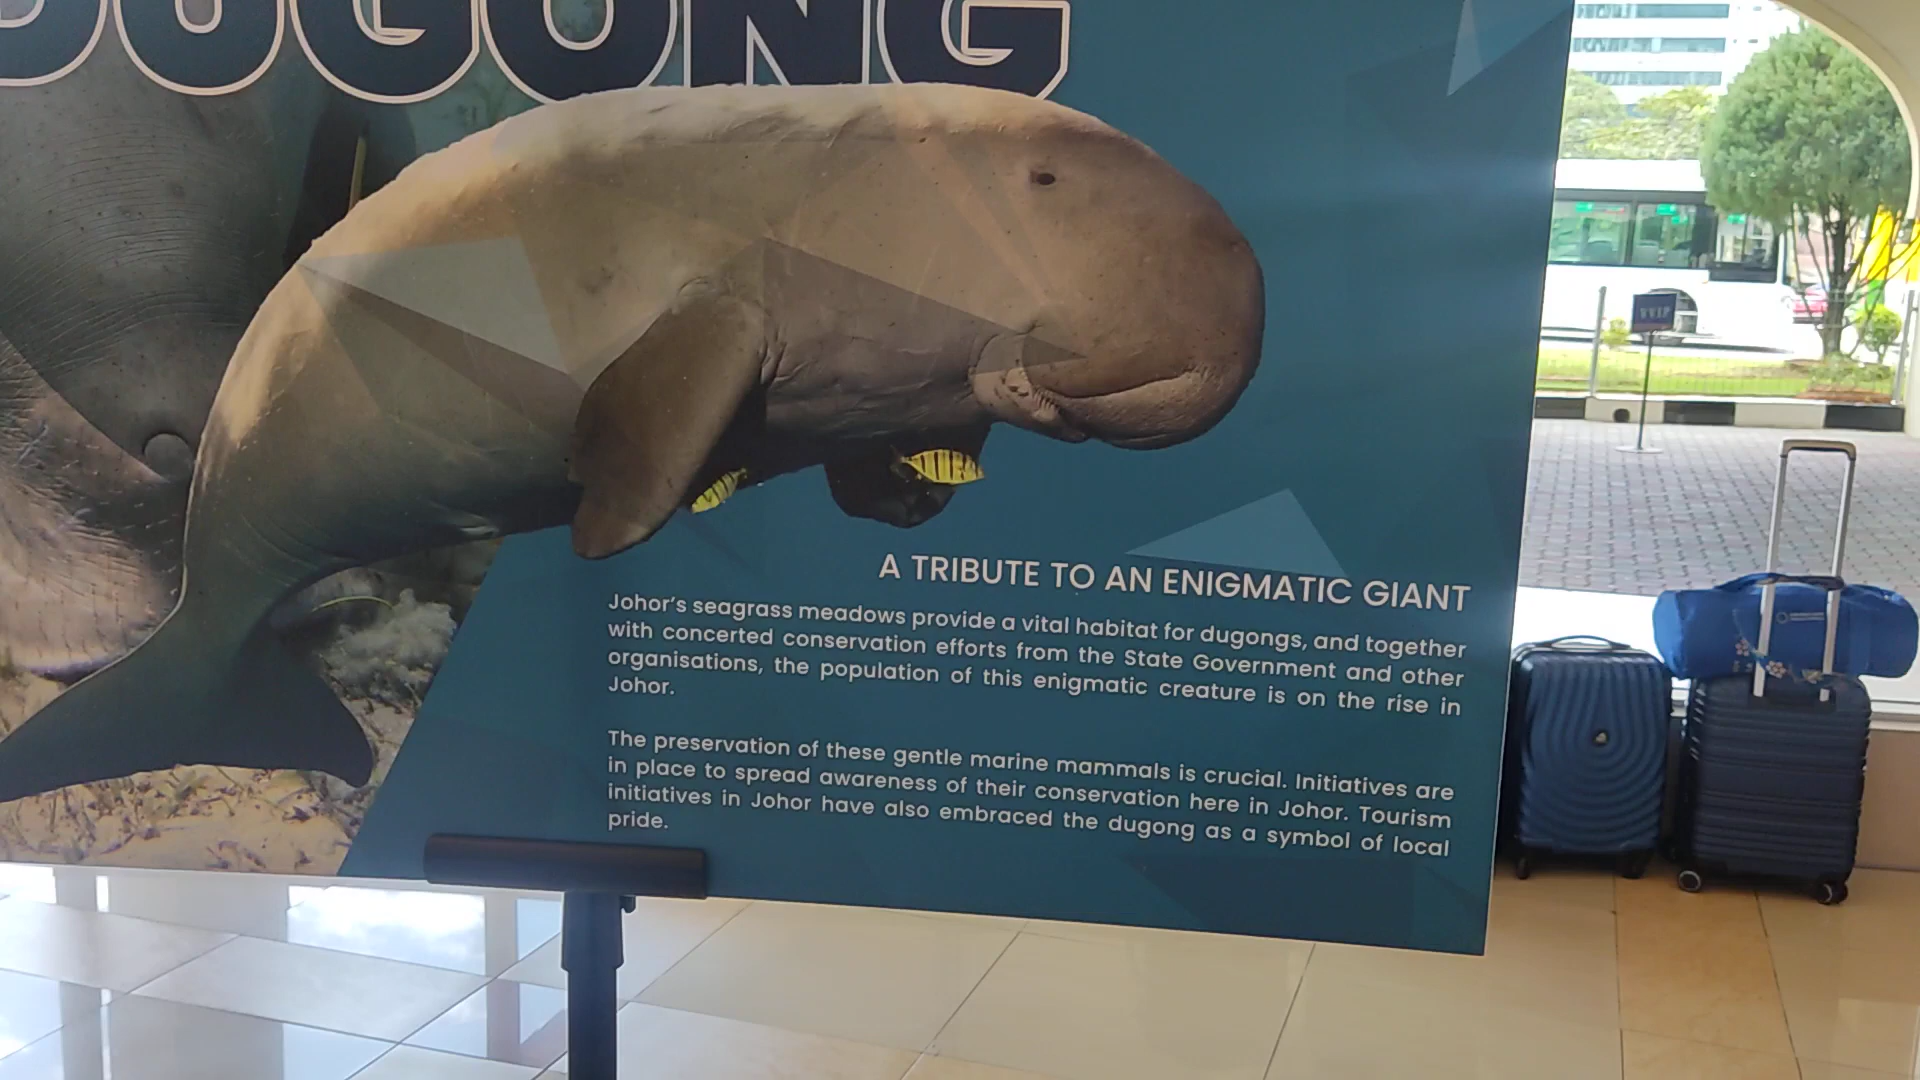 DUGONG
A TRIBUTE TO AN ENIGMATIC GIANT
Johor's seagrass meadows provide a vital habitat for dugongs, and together
with concerted conservation efforts from the State Government and other
organisations, the population of this enigmatic creature is on the rise in
Johor.
The preservation of these gentle marine mammals is crucial. Initiatives are
in place to spread awareness of their conservation here in Johor. Tourism
initiatives in Johor have also embraced the dugong as a symbol of local
pride.
VVIP